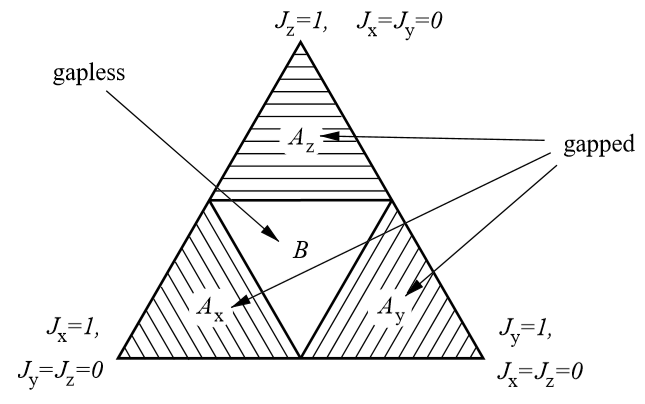 J_z=1,   J_x=J_y=0
gapless
A_z
gapped
B
A_x
A_y
J_x=1,
J_y=J_z=0
J_y=1,
J_x=J_z=0